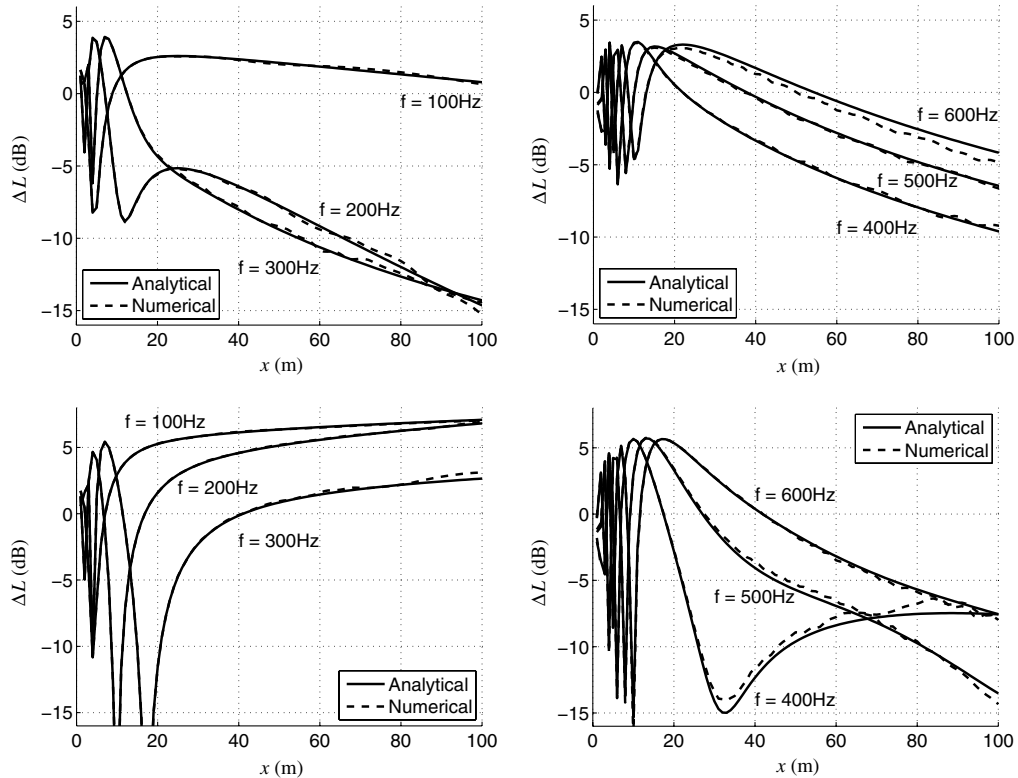 5
0
−5
−10
−15
ΔL (dB)
f = 100Hz
f = 200Hz
f = 300Hz
Analytical
Numerical
0
20
40
60
80
100
x (m)
5
0
−5
−10
−15
ΔL (dB)
f = 600Hz
f = 500Hz
f = 400Hz
Analytical
Numerical
0
20
40
60
80
100
x (m)
5
0
−5
−10
−15
ΔL (dB)
f = 100Hz
f = 200Hz
f = 300Hz
Analytical
Numerical
0
20
40
60
80
100
x (m)
5
0
−5
−10
−15
ΔL (dB)
Analytical
Numerical
f = 600Hz
f = 500Hz
f = 400Hz
0
20
40
60
80
100
x (m)